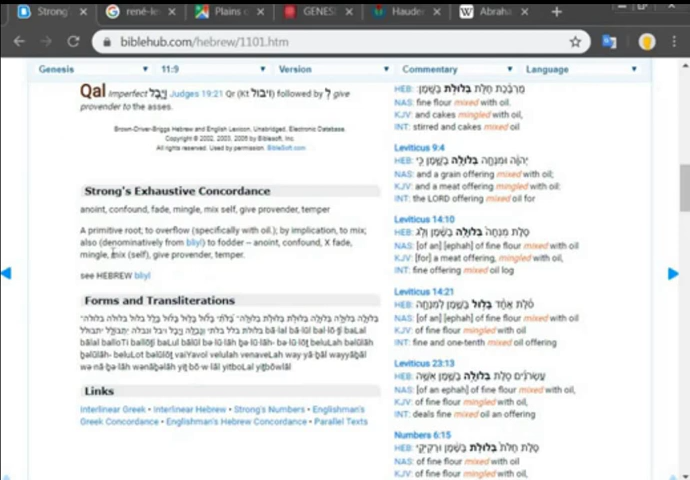 Strong
rené-le
Plains o
GENESI
Hauder
Abraha
biblehub.com/hebrew/1101.htm
Genesis 11:9 Version Commentary Language
Qal Imperfect וַיָּ֫בָל Judges 19:21 Qr (Kt ויבול) followed by לְ give
provender to the asses.
Brown-Driver-Briggs Hebrew and English Lexicon, Unabridged, Electronic Database.
Copyright © 2002, 2003, 2006 by Biblesoft, Inc.
All rights reserved. Used by permission. BibleSoft.com
Strong's Exhaustive Concordance
anoint, confound, fade, mingle, mix self, give provender, temper
A primitive root; to overflow (specifically with oil.); by implication, to mix;
also (denominatively from bliyl) to fodder -- anoint, confound, X fade,
mingle, mix (self), give provender, temper.
see HEBREW bliyl
Forms and Transliterations
Links
Interlinear Greek • Interlinear Hebrew • Strong's Numbers • Englishman's
Greek Concordance • Englishman's Hebrew Concordance • Parallel Texts
NAS: fine flour mixed with oil.
KJV: and cakes mingled with oil,
INT: stirred and cakes mixed oil
Leviticus 9:4
HEB: יְהוָ֔ה וּמִנְחָ֖ה בְּלוּלָ֣ה בַשָּׁ֑מֶן כִּ֣י
NAS: and a grain offering mixed with oil;
KJV: and a meat offering mingled with oil:
INT: the LORD offering mixed oil for
Leviticus 14:10
HEB: סֹ֤לֶת מִנְחָה֙ בְּלוּלָ֣ה בַשֶּׁ֔מֶן וְלֹ֥ג
NAS: [of an] [ephah] of fine flour mixed
KJV: [for] a meat offering, mingled with oil,
INT: fine offering mixed oil log
Leviticus 14:21
HEB: סֹ֨לֶת אֶחָ֜ד בָּל֥וּל בַּשֶּׁ֛מֶן לְמִנְחָ֖ה
NAS: [of an] [ephah] of fine flour mixed
KJV: of fine flour mingled with oil
INT: fine and one-tenth mixed oil offering
Leviticus 23:13
HEB: עֶשְׂרֹנִ֜ים סֹ֣לֶת בְּלוּלָ֥ה בַשֶּׁ֛מֶן אִשֶּׁ֥ה
NAS: [of an ephah] of fine flour mixed
KJV: of fine flour mingled with oil,
INT: deals fine mixed oil an offering
Numbers 6:15
HEB: סֹ֤לֶת חַלֹּת֙ בְּלוּלֹ֣ת בַּשֶּׁ֔מֶן וּרְקִיקֵ֥י
NAS: of fine flour mixed with oil
KJV: of fine flour mingled with oil,